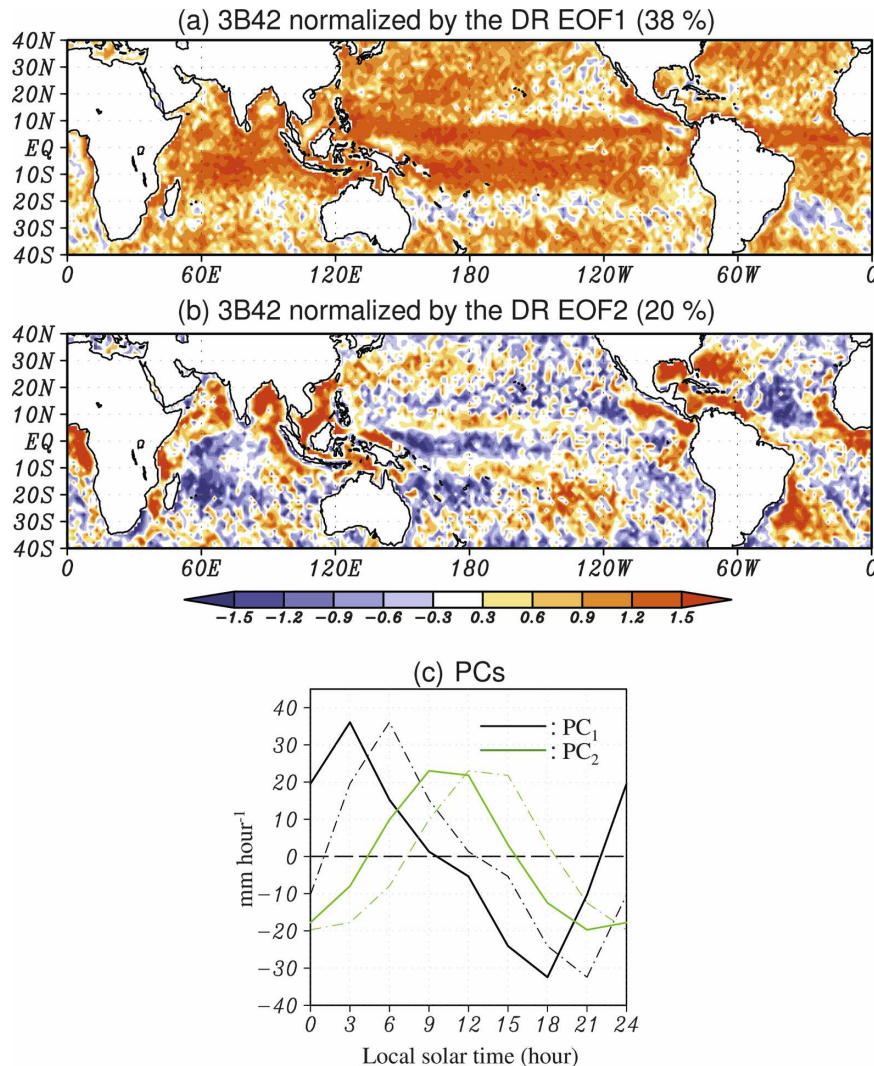 (a) 3B42 normalized by the DR EOF1 (38 %)
40N
30N
20N
10N
EQ
10S
20S
30S
40S
0 60E 120E 180 120W 60W 0
(b) 3B42 normalized by the DR EOF2 (20 %)
40N
30N
20N
10N
EQ
10S
20S
30S
40S
0 60E 120E 180 120W 60W 0
-1.5 -1.2 -0.9 -0.6 -0.3 0.3 0.6 0.9 1.2 1.5
(c) PCs
: PC1
: PC2
mm hour-1
40
30
20
10
0
-10
-20
-30
-40
0 3 6 9 12 15 18 21 24
Local solar time (hour)